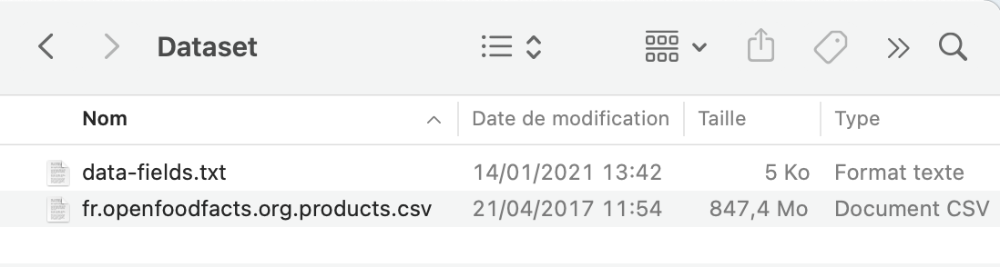 Dataset
Nom Date de modification Taille Type
data-fields.txt 14/01/2021 13:42 5 Ko Format texte
fr.openfoodfacts.org.products.csv 21/04/2017 11:54 847,4 Mo Document CSV